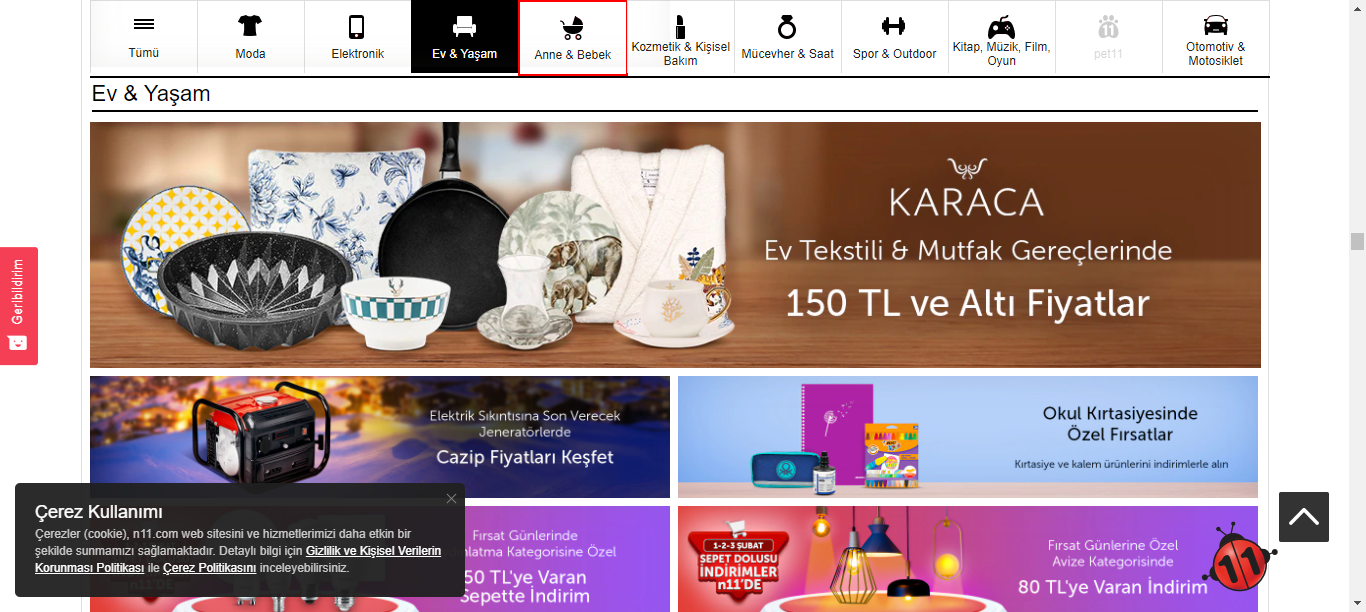 Tümü
Moda
Elektronik
Ev & Yaşam
Anne & Bebek
Kozmetik & Kişisel
Bakım
Mücevher & Saat
Spor & Outdoor
Kitap, Müzik, Film,
Oyun
pet11
Otomotiv &
Motosiklet
Ev & Yaşam
KARACA
Ev Tekstili & Mutfak Gereçlerinde
150 TL ve Altı Fiyatlar
Geribildirim
Elektrik Sıkıntısına Son Verecek
Jeneratörlerde
Cazip Fiyatları Keşfet
Okul Kırtasiyesinde
Özel Fırsatlar
Kırtasiye ve kalem ürünlerini indirimlerle alın
Çerez Kullanımı
Çerezler (cookie), n11.com web sitesini ve hizmetlerimizi daha etkin bir
şekilde sunmamızı sağlamaktadır. Detaylı bilgi için Gizlilik ve Kişisel Verilerin
Korunması Politikası ile Çerez Politikasını inceleyebilirsiniz.
Fırsat Günlerinde
Kategorisine Özel
50 TL'ye Varan
Sepette İndirim
1-2-3 ŞUBAT
SEPET DOLUSU
İNDİRİMLER
n11'DE
Fırsat Günlerine Özel
Avize Kategorisinde
80 TL'ye Varan İndirim
11